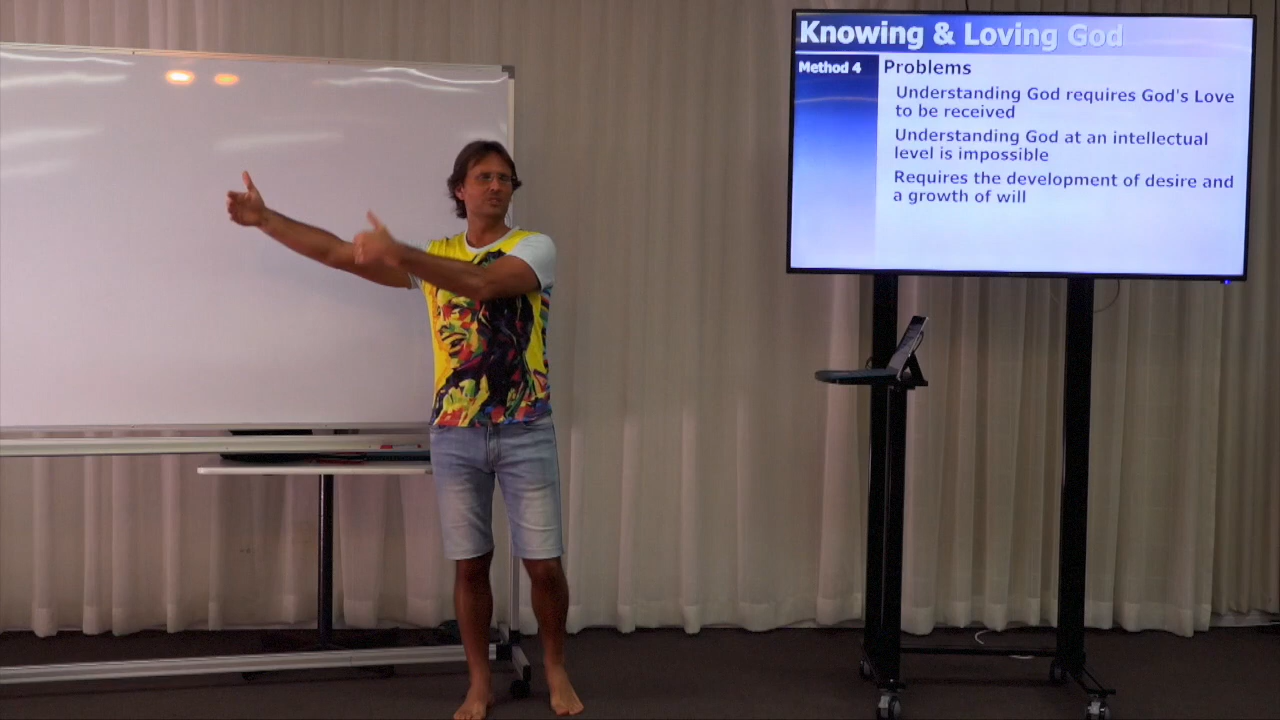 Knowing & Loving God
Method 4
Problems
Understanding God requires God's Love
to be received
Understanding God at an intellectual
level is impossible
Requires the development of desire and
a growth of will